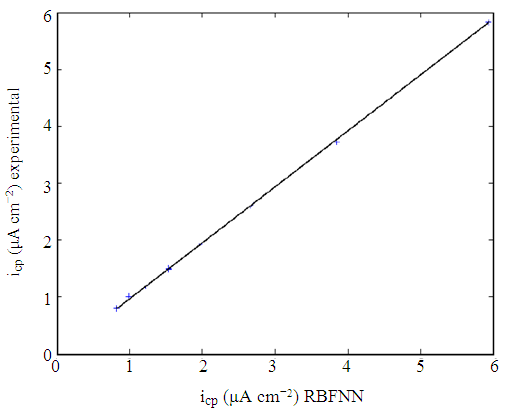 6
5
4
3
2
1
0
i_cp (μA cm⁻²) experimental
0 1 2 3 4 5 6
i_cp (μA cm⁻²) RBFNN